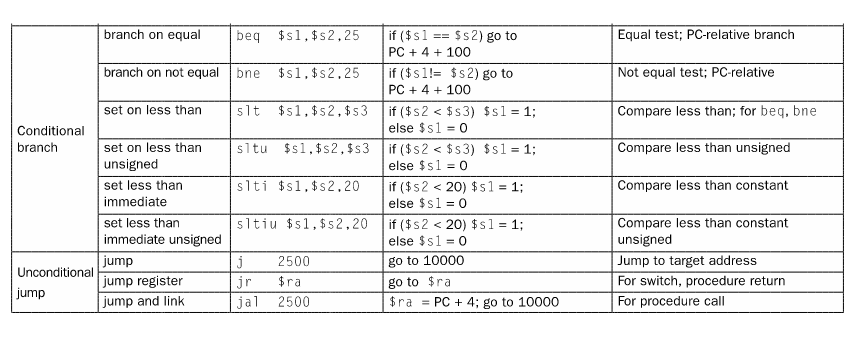 branch on equal beq $s1,$s2,25 if ($s1 == $s2) go to Equal test; PC-relative branch
PC + 4 + 100
branch on not equal bne $s1,$s2,25 if ($s1!= $s2) go to Not equal test; PC-relative
PC + 4 + 100
set on less than slt $s1,$s2,$s3 if ($s2 < $s3) $s1 = 1; Compare less than; for beq, bne
else $s1 = 0
Conditional
branch
set on less than sltu $s1,$s2,$s3 if ($s2 < $s3) $s1 = 1; Compare less than unsigned
unsigned else $s1 = 0
set less than slti $s1,$s2,20 if ($s2 < 20) $s1 = 1; Compare less than constant
immediate else $s1 = 0
set less than sltiu $s1,$s2,20 if ($s2 < 20) $s1 = 1; Compare less than constant
immediate unsigned else $s1 = 0 unsigned
Unconditional
jump
jump j 2500 go to 10000 Jump to target address
jump register jr $ra go to $ra For switch, procedure return
jump and link jal 2500 $ra = PC + 4; go to 10000 For procedure call